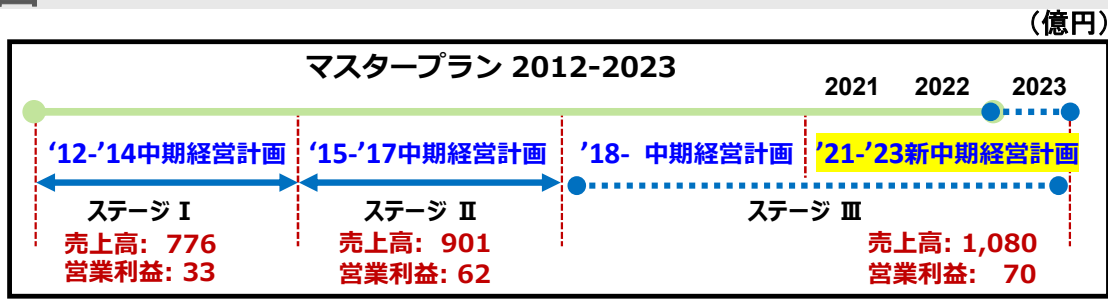 (億円)
マスタープラン 2012-2023
2021 2022 2023
‘12-’14中期経営計画 ‘15-’17中期経営計画 ’18- 中期経営計画 ’21-’23新中期経営計画
ステージ I ステージ Ⅱ ステージ Ⅲ
売上高: 776 売上高: 901 売上高: 1,080
営業利益: 33 営業利益: 62 営業利益: 70